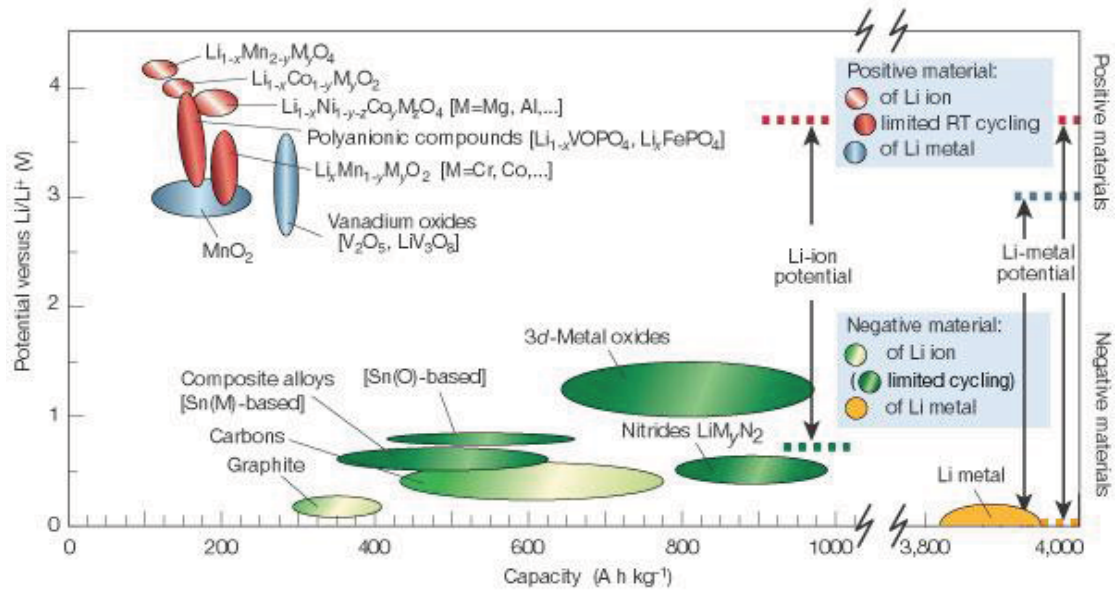 Li₁₋ₓMn₂₋yMyO₄
Li₁₋ₓCo₁₋yMyO₂
Li₁₋ₓNi₁₋y₋zCoyM₂O₄ [M=Mg, Al,...]
Polyanionic compounds [Li₁₋ₓVOPO₄, LiₓFePO₄]
LiₓMn₁₋yMyO₂ [M=Cr, Co,...]
Vanadium oxides
[V₂O₅, LiV₃O₈]
MnO₂
Positive material:
of Li ion
limited RT cycling
of Li metal
Li-ion
potential
Li-metal
potential
Negative material:
of Li ion
( limited cycling)
of Li metal
3d-Metal oxides
[Sn(O)-based]
Composite alloys
[Sn(M)-based]
Carbons
Graphite
Nitrides LiMyN₂
Li metal
Potential versus Li/Li⁺ (V)
4
3
2
1
0
0 200 400 600 800 1000 3,800 4,000
Capacity (A h kg⁻¹)
Positive materials
Negative materials